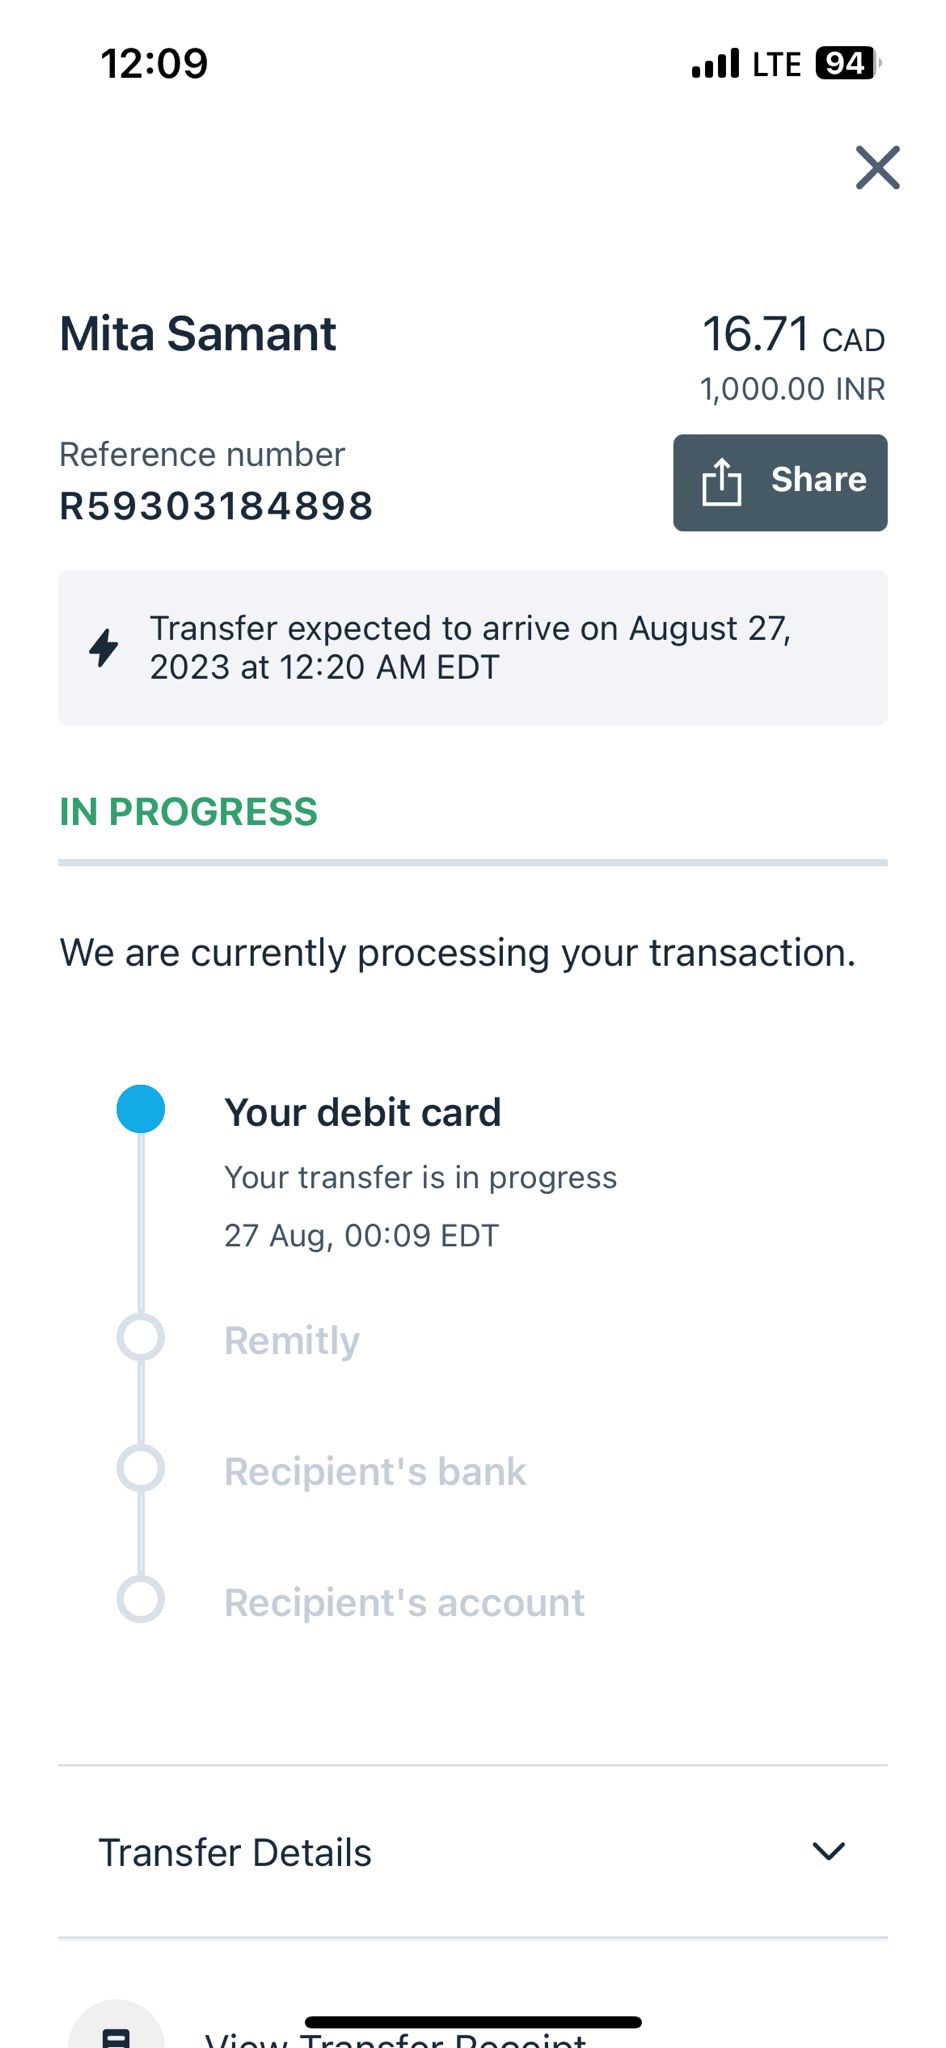 12:09
LTE 94
Mita Samant
16.71 CAD
1,000.00 INR
Reference number
R59303184898
Share
Transfer expected to arrive on August 27,
2023 at 12:20 AM EDT
IN PROGRESS
We are currently processing your transaction.
Your debit card
Your transfer is in progress
27 Aug, 00:09 EDT
Remitly
Recipient's bank
Recipient's account
Transfer Details
View Transfer Receipt